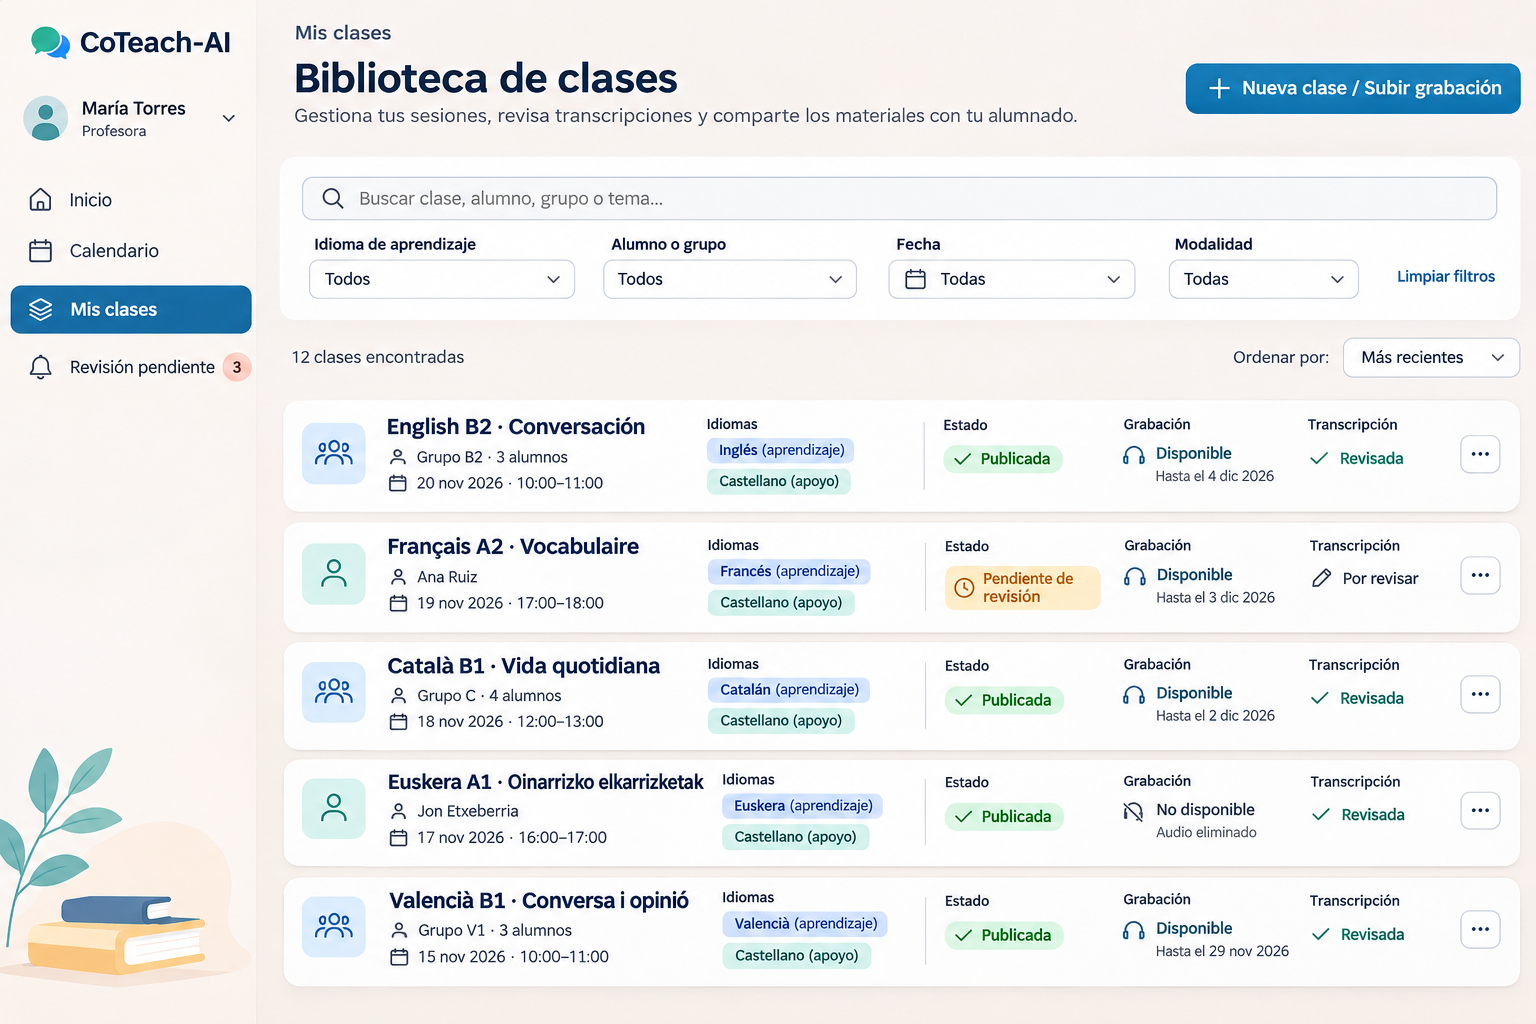 CoTeach-AI
María Torres
Profesora
Inicio
Calendario
Mis clases
Revisión pendiente 3
Mis clases
Biblioteca de clases
Gestiona tus sesiones, revisa transcripciones y comparte los materiales con tu alumnado.
Nueva clase / Subir grabación
Buscar clase, alumno, grupo o tema...
Idioma de aprendizaje
Todos
Alumno o grupo
Todos
Fecha
Todas
Modalidad
Todas
Limpiar filtros
12 clases encontradas
Ordenar por: Más recientes
English B2 · Conversación
Grupo B2 · 3 alumnos
20 nov 2026 · 10:00–11:00
Idiomas
Inglés (aprendizaje)
Castellano (apoyo)
Estado
Publicada
Grabación
Disponible
Hasta el 4 dic 2026
Transcripción
Revisada
Français A2 · Vocabulaire
Ana Ruiz
19 nov 2026 · 17:00–18:00
Idiomas
Francés (aprendizaje)
Castellano (apoyo)
Estado
Pendiente de
revisión
Grabación
Disponible
Hasta el 3 dic 2026
Transcripción
Por revisar
Català B1 · Vida quotidiana
Grupo C · 4 alumnos
18 nov 2026 · 12:00–13:00
Idiomas
Catalán (aprendizaje)
Castellano (apoyo)
Estado
Publicada
Grabación
Disponible
Hasta el 2 dic 2026
Transcripción
Revisada
Euskera A1 · Oinarrizko elkarrizketak
Jon Etxeberria
17 nov 2026 · 16:00–17:00
Idiomas
Euskera (aprendizaje)
Castellano (apoyo)
Estado
Publicada
Grabación
No disponible
Audio eliminado
Transcripción
Revisada
Valencià B1 · Conversa i opinió
Grupo V1 · 3 alumnos
15 nov 2026 · 10:00–11:00
Idiomas
Valencià (aprendizaje)
Castellano (apoyo)
Estado
Publicada
Grabación
Disponible
Hasta el 29 nov 2026
Transcripción
Revisada